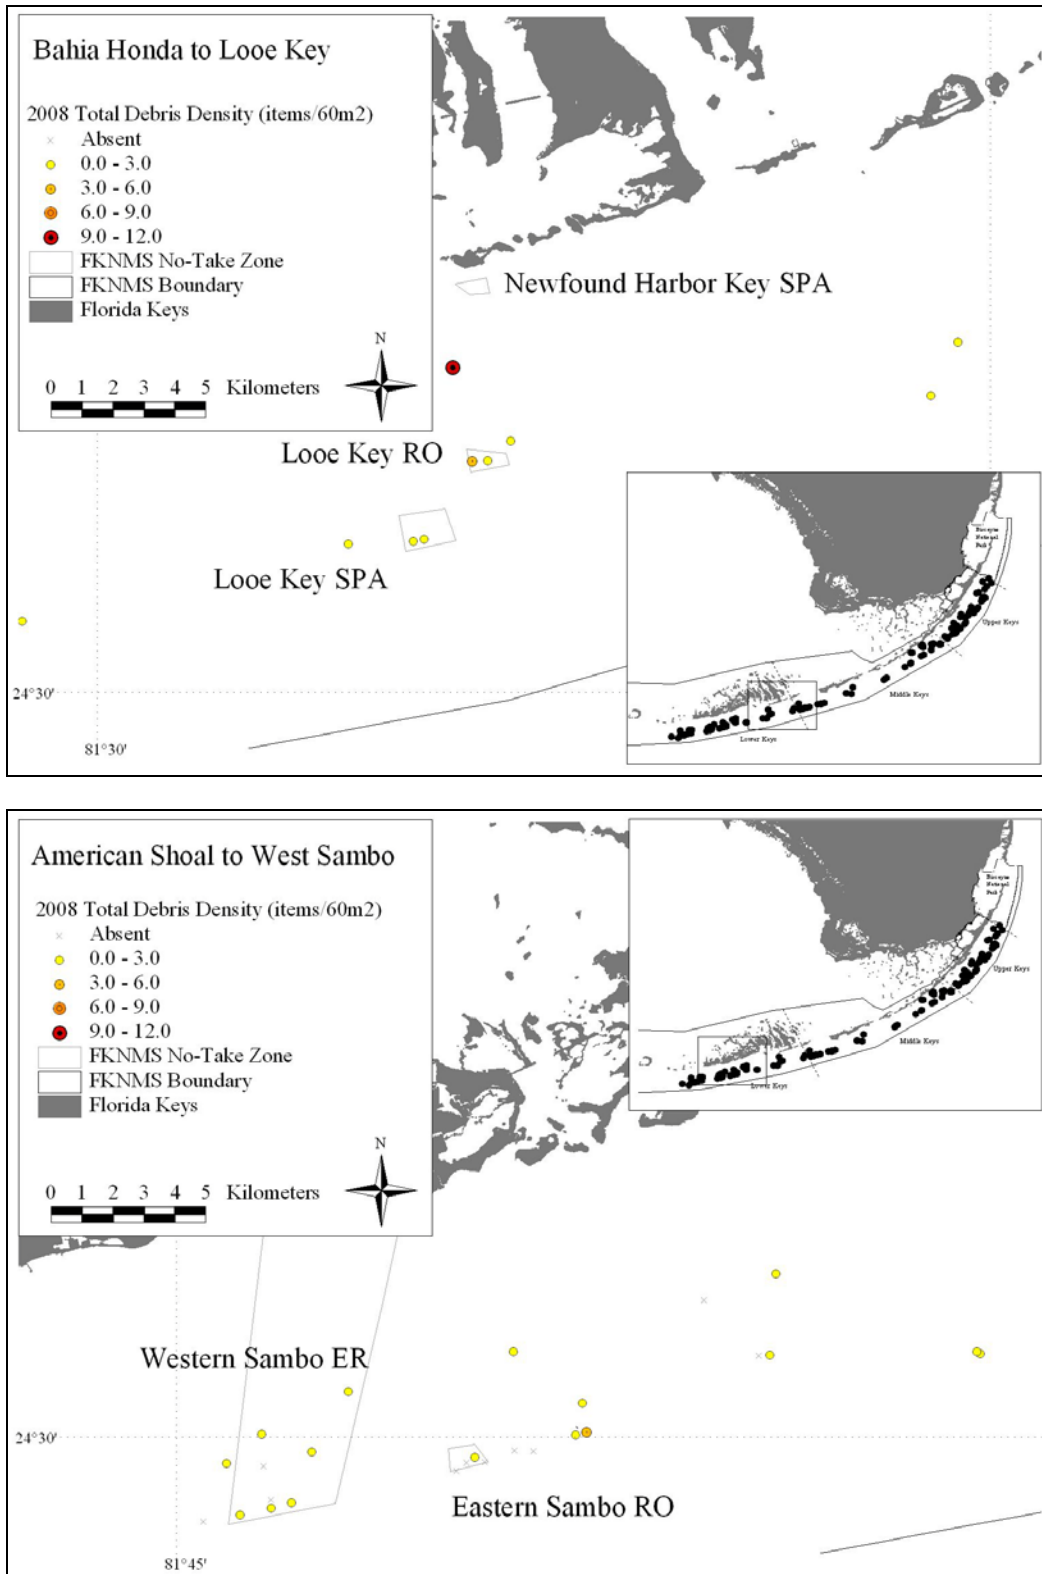 Bahia Honda to Looe Key
2008 Total Debris Density (items/60m2)
Absent
0.0 - 3.0
3.0 - 6.0
6.0 - 9.0
9.0 - 12.0
FKNMS No-Take Zone
FKNMS Boundary
Florida Keys
N
0 1 2 3 4 5 Kilometers
Newfound Harbor Key SPA
Looe Key RO
Looe Key SPA
24°30'
81°30'
Biscayne
National
Park
Upper Keys
Middle Keys
Lower Keys
American Shoal to West Sambo
2008 Total Debris Density (items/60m2)
Absent
0.0 - 3.0
3.0 - 6.0
6.0 - 9.0
9.0 - 12.0
FKNMS No-Take Zone
FKNMS Boundary
Florida Keys
N
0 1 2 3 4 5 Kilometers
Biscayne
National
Park
Upper Keys
Middle Keys
Lower Keys
Western Sambo ER
24°30'
Eastern Sambo RO
81°45'